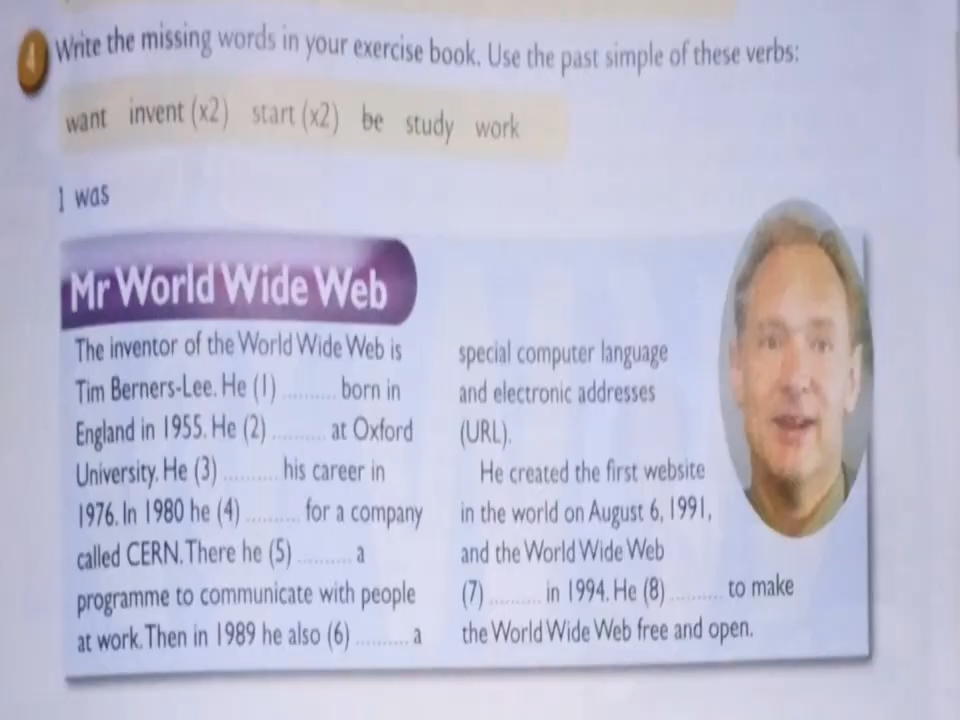 4 Write the missing words in your exercise book. Use the past simple of these verbs:
want invent (x2) start (x2) be study work
1 was
Mr World Wide Web
The inventor of the World Wide Web is
Tim Berners-Lee. He (1) .......... born in
England in 1955. He (2) .......... at Oxford
University. He (3) .......... his career in
1976. In 1980 he (4) .......... for a company
called CERN. There he (5) .......... a
programme to communicate with people
at work. Then in 1989 he also (6) .......... a
special computer language
and electronic addresses
(URL).
He created the first website
in the world on August 6, 1991,
and the World Wide Web
(7) .......... in 1994. He (8) .......... to make
the World Wide Web free and open.